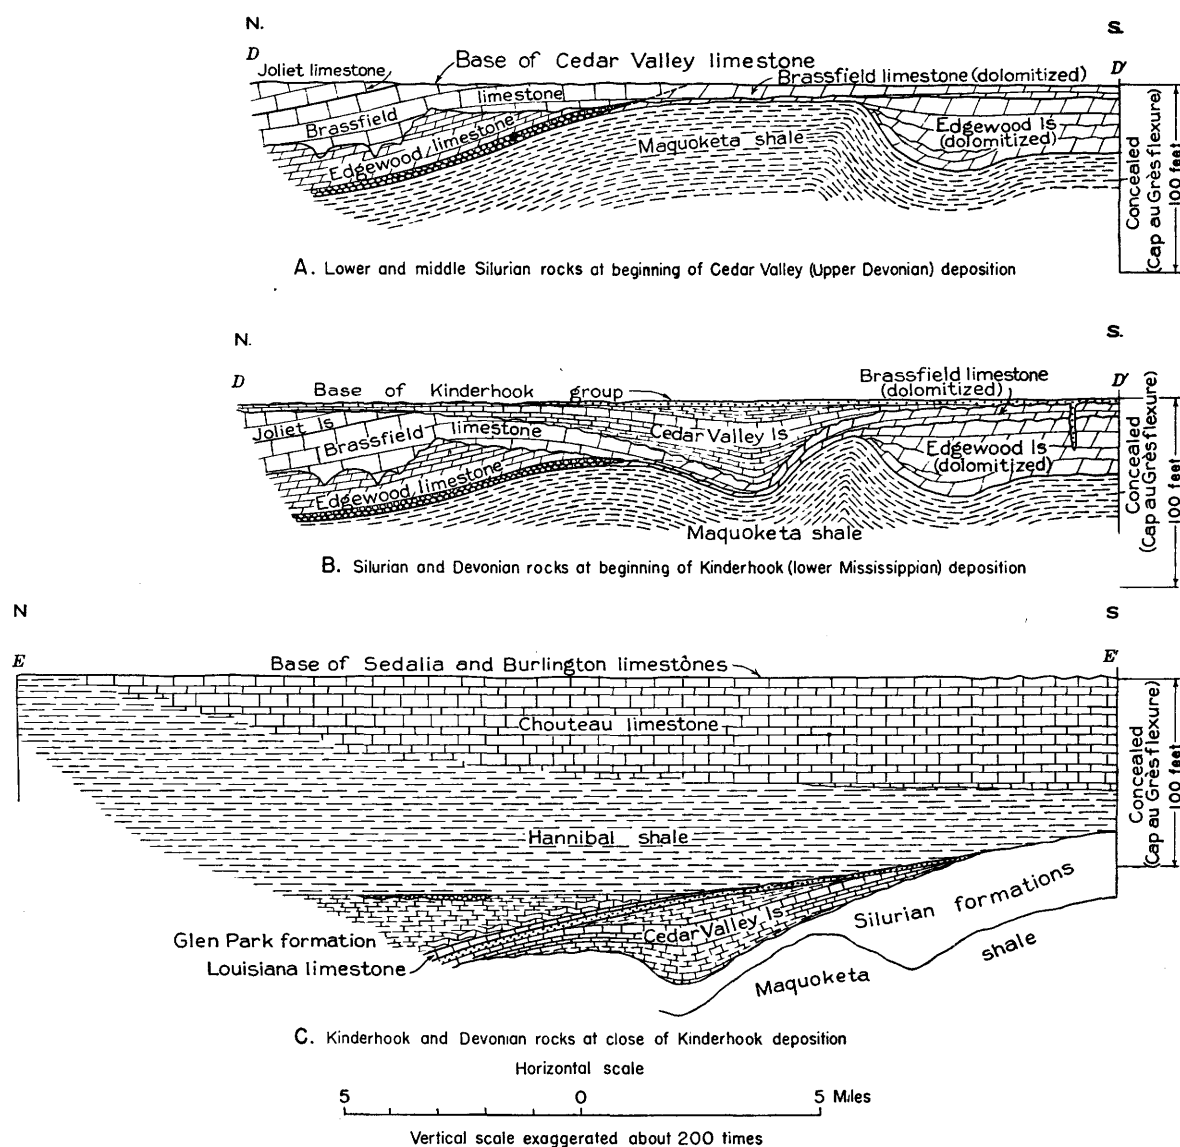 N.
S.
D
D'
Joliet limestone
Base of Cedar Valley limestone
Brassfield limestone (dolomitized)
Brassfield limestone
Edgewood limestone
Maquoketa shale
Edgewood ls
(dolomitized)
Concealed
(Cap au Grès flexure)
100 feet
A. Lower and middle Silurian rocks at beginning of Cedar Valley (Upper Devonian) deposition
N.
S.
D
D'
Base of Kinderhook group
Brassfield limestone
(dolomitized)
Joliet ls
Brassfield limestone
Cedar Valley ls
Edgewood limestone
Edgewood ls
(dolomitized)
Maquoketa shale
Concealed
(Cap au Grès flexure)
100 feet
B. Silurian and Devonian rocks at beginning of Kinderhook (lower Mississippian) deposition
N
S
E
E'
Base of Sedalia and Burlington limestones
Chouteau limestone
Hannibal shale
Glen Park formation
Louisiana limestone
Cedar Valley ls
Silurian formations
Maquoketa shale
Concealed
(Cap au Grès flexure)
100 feet
C. Kinderhook and Devonian rocks at close of Kinderhook deposition
Horizontal scale
5 0 5 Miles
Vertical scale exaggerated about 200 times